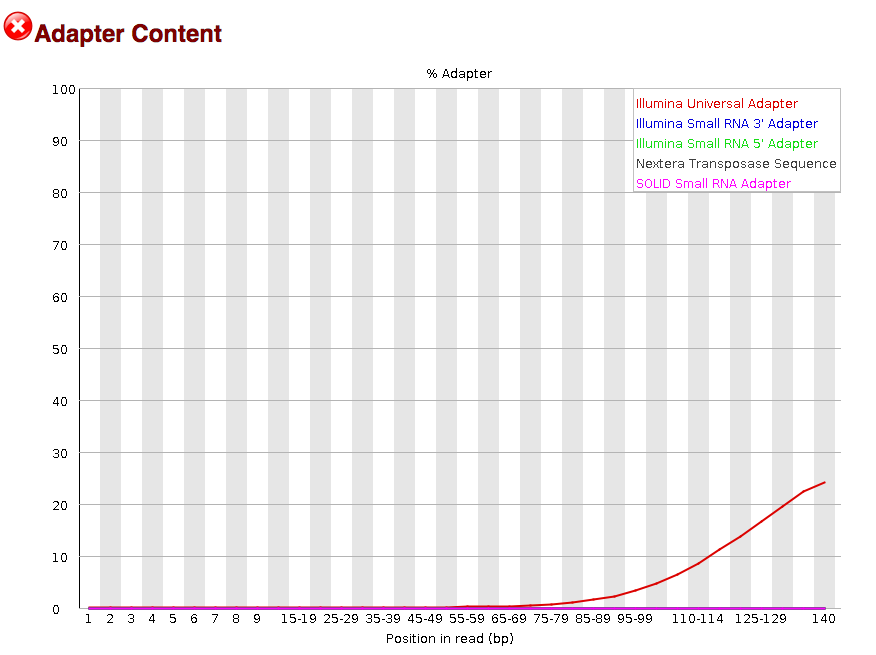 Adapter Content
% Adapter
100
90
80
70
60
50
40
30
20
10
0
Illumina Universal Adapter
Illumina Small RNA 3' Adapter
Illumina Small RNA 5' Adapter
Nextera Transposase Sequence
SOLID Small RNA Adapter
1 2 3 4 5 6 7 8 9 15-19 25-29 35-39 45-49 55-59 65-69 75-79 85-89 95-99 110-114 125-129 140
Position in read (bp)